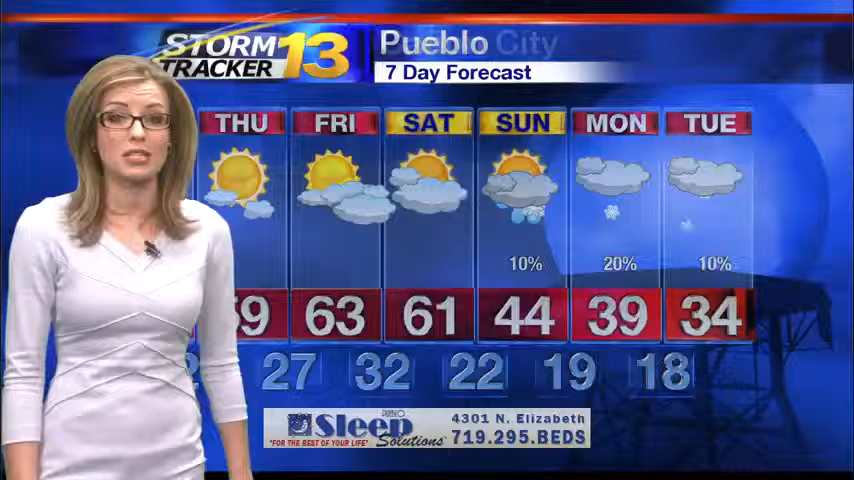 STORM
TRACKER 13
Pueblo City
7 Day Forecast
THU FRI SAT SUN MON TUE
10% 20% 10%
59 63 61 44 39 34
2 27 32 22 19 18
PUEBLO
Sleep
Solutions
"FOR THE REST OF YOUR LIFE"
4301 N. Elizabeth
719.295.BEDS